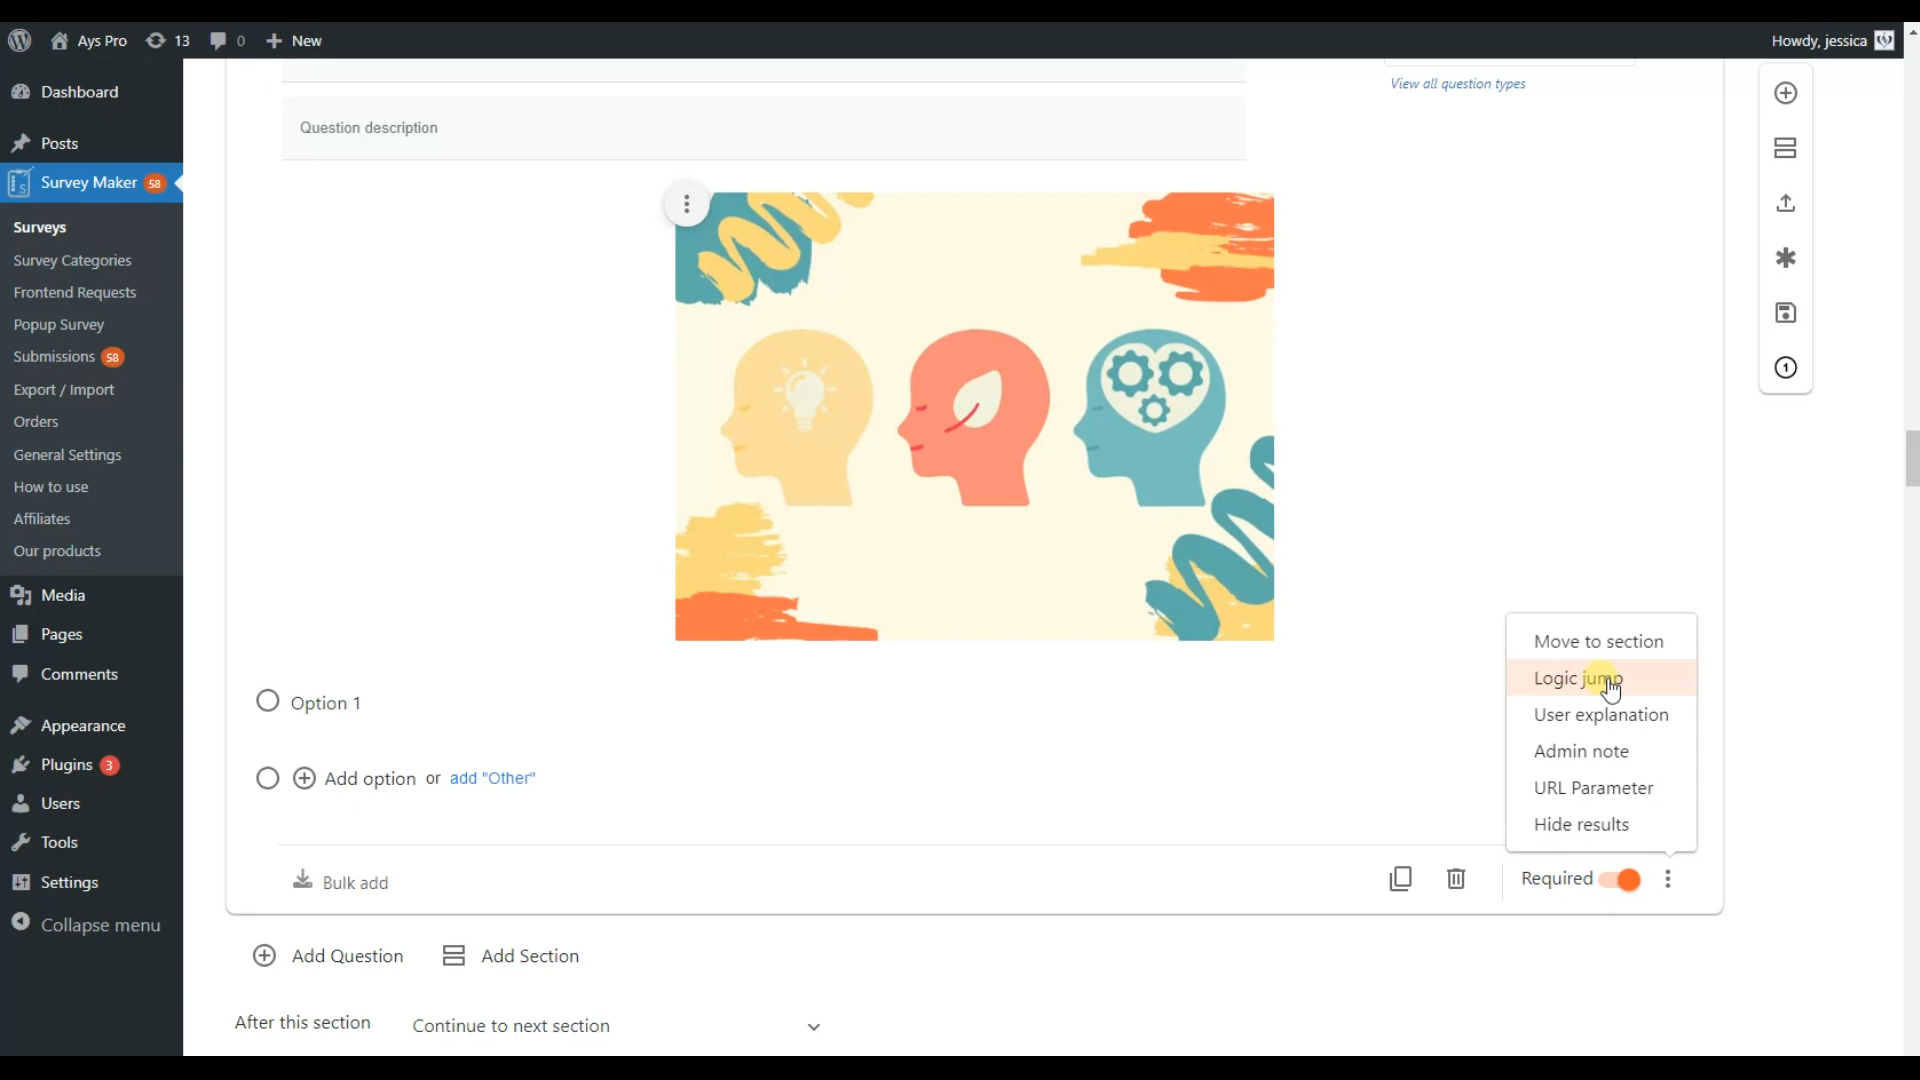 Ays Pro 13 0 New Howdy, jessica
Dashboard
Posts
Survey Maker 58
Surveys
Survey Categories
Frontend Requests
Popup Survey
Submissions 58
Export / Import
Orders
General Settings
How to use
Affiliates
Our products
Media
Pages
Comments
Appearance
Plugins 3
Users
Tools
Settings
Collapse menu
View all question types
Question description
Option 1
Add option or add "Other"
Move to section
Logic jump
User explanation
Admin note
URL Parameter
Hide results
Bulk add
Required
Add Question Add Section
After this section Continue to next section
1